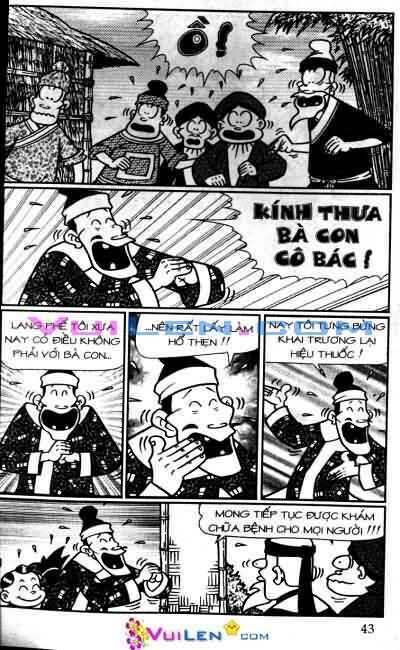 Ồ!
KÍNH THƯA
BÀ CON
CÔ BÁC!
LANG PHẾ TÔI XƯA
NAY CÓ ĐIỀU KHÔNG
PHẢI VỚI BÀ CON...
...NÊN RẤT LẤY LÀM
HỔ THẸN!!
NAY TÔI TƯNG BỪNG
KHAI TRƯƠNG LẠI
HIỆU THUỐC!
VuiLen.com
MONG TIẾP TỤC ĐƯỢC KHÁM
CHỮA BỆNH CHO MỌI NGƯỜI!!!
43
VUILEN.COM